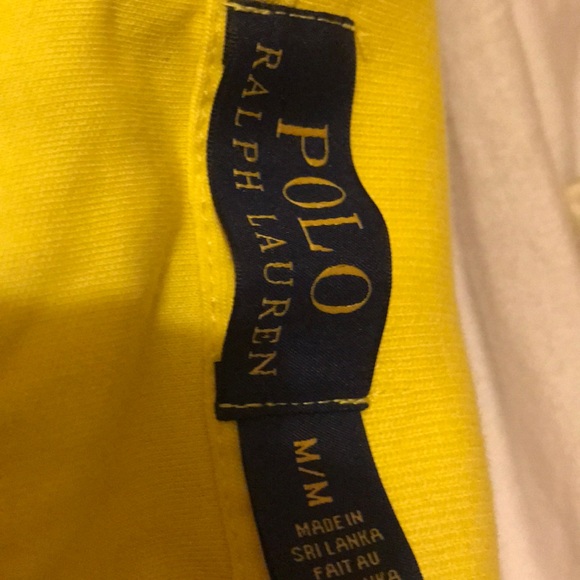 POLO
RALPH LAUREN
M/M
MADE IN
SRI LANKA
FAIT AU